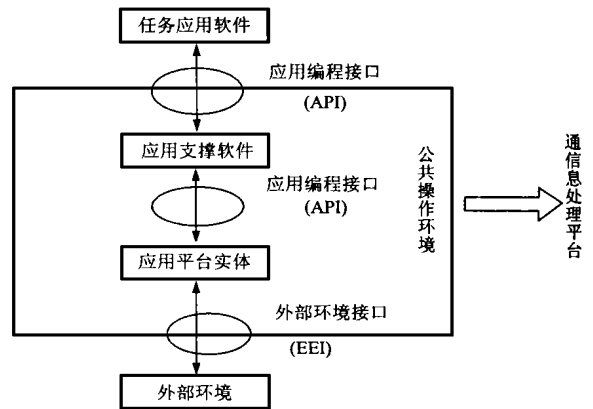 任务应用软件
应用编程接口
(API)
应用支撑软件
应用编程接口
(API)
应用平台实体
外部环境接口
(EEI)
外部环境
公共操作环境
通信息处理平台